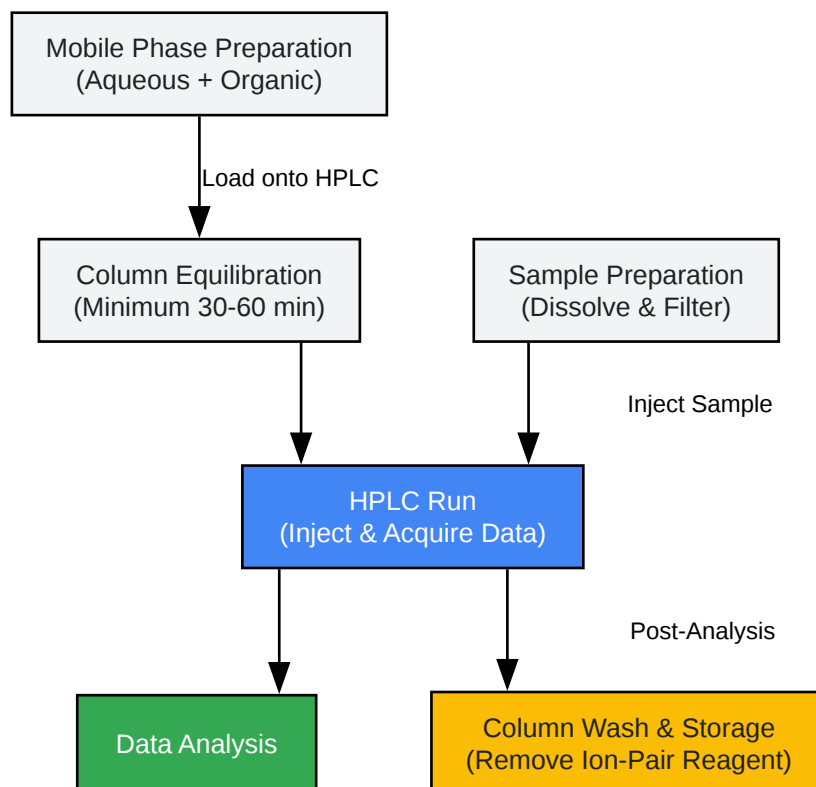 Mobile Phase Preparation
(Aqueous + Organic)
Load onto HPLC
Column Equilibration
(Minimum 30-60 min)
Sample Preparation
(Dissolve & Filter)
Inject Sample
HPLC Run
(Inject & Acquire Data)
Post-Analysis
Data Analysis
Column Wash & Storage
(Remove Ion-Pair Reagent)